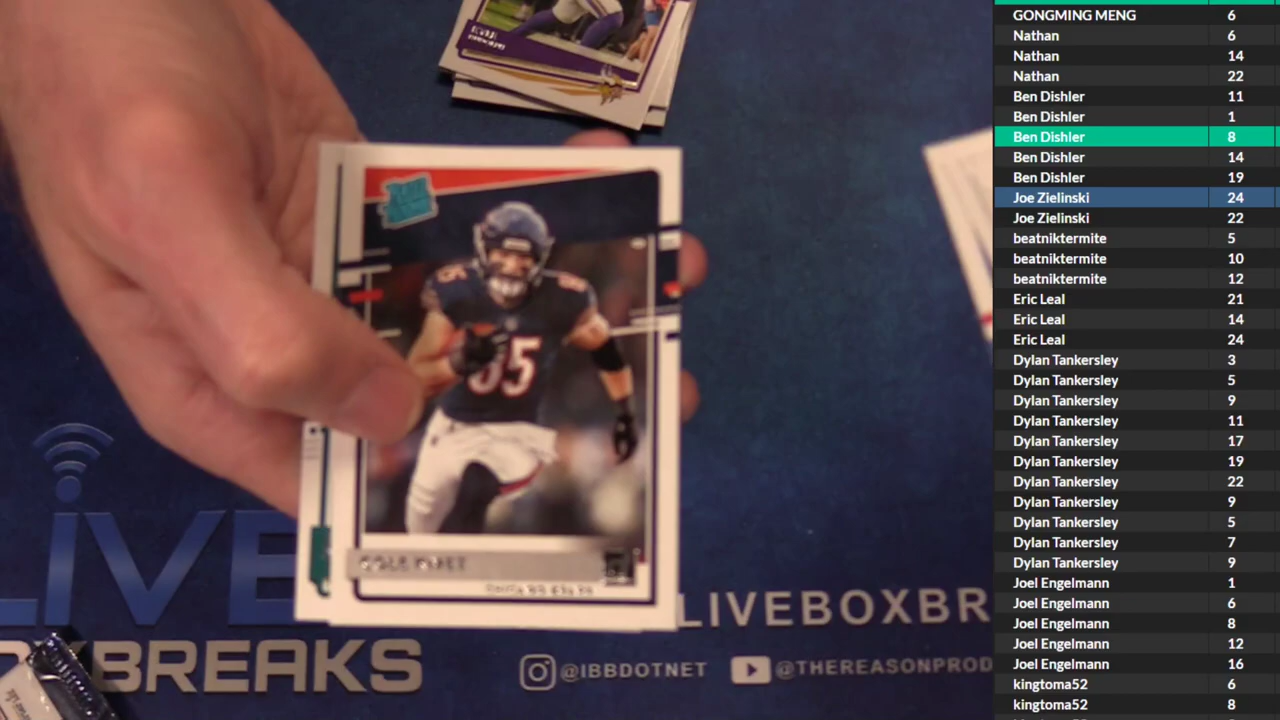 GONGMING MENG 6
Nathan 6
Nathan 14
Nathan 22
Ben Dishler 11
Ben Dishler 1
Ben Dishler 8
Ben Dishler 14
Ben Dishler 19
Joe Zielinski 24
Joe Zielinski 22
beatniktermite 5
beatniktermite 10
beatniktermite 12
Eric Leal 21
Eric Leal 14
Eric Leal 24
Dylan Tankersley 3
Dylan Tankersley 5
Dylan Tankersley 9
Dylan Tankersley 11
Dylan Tankersley 17
Dylan Tankersley 19
Dylan Tankersley 22
Dylan Tankersley 9
Dylan Tankersley 5
Dylan Tankersley 7
Dylan Tankersley 9
Joel Engelmann 1
Joel Engelmann 6
Joel Engelmann 8
Joel Engelmann 12
Joel Engelmann 16
kingtoma52 6
kingtoma52 8
85
COLE KMET
LIVE
BREAKS
LIVEBOXBR
@IBBDOTNET
@THEREASONPROD